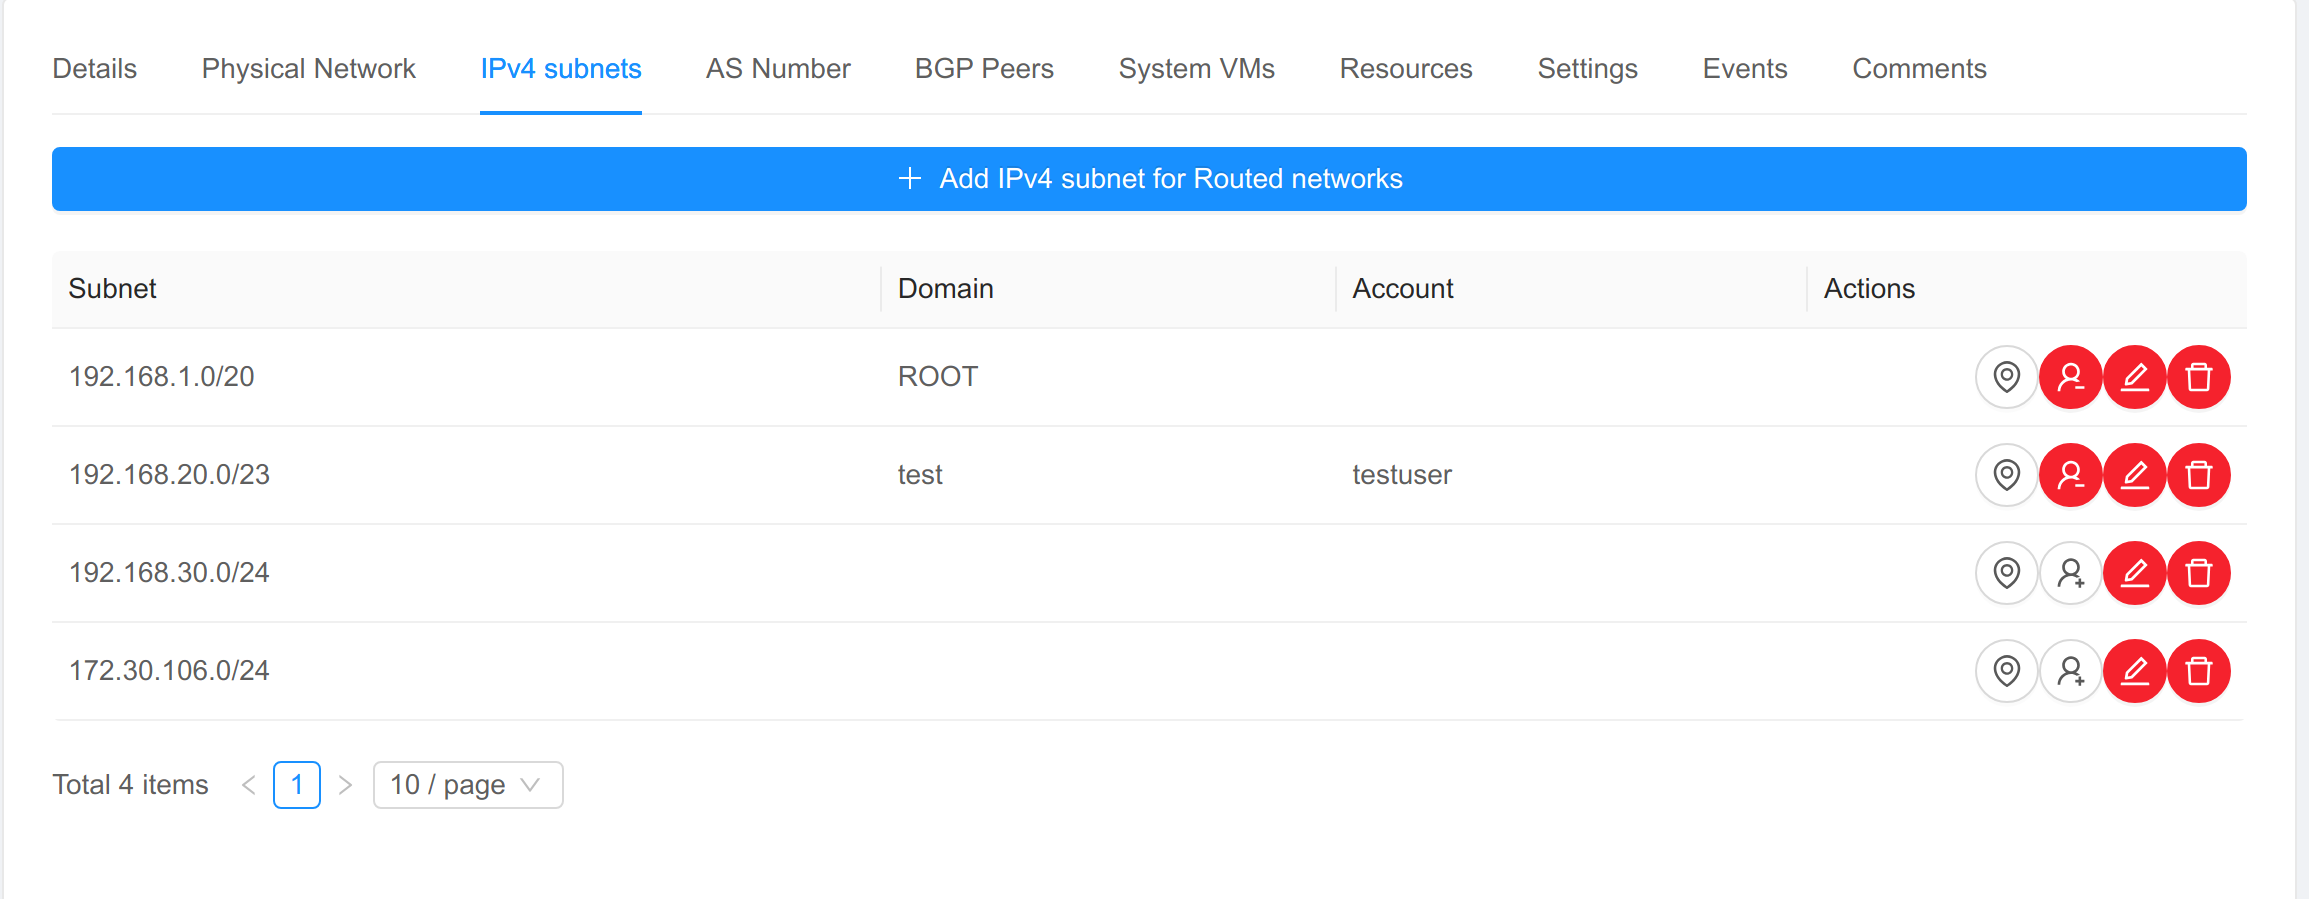 Details Physical Network IPv4 subnets AS Number BGP Peers System VMs Resources Settings Events Comments
Add IPv4 subnet for Routed networks
Subnet Domain Account Actions
192.168.1.0/20 ROOT
192.168.20.0/23 test testuser
192.168.30.0/24
172.30.106.0/24
Total 4 items < 1 > 10 / page